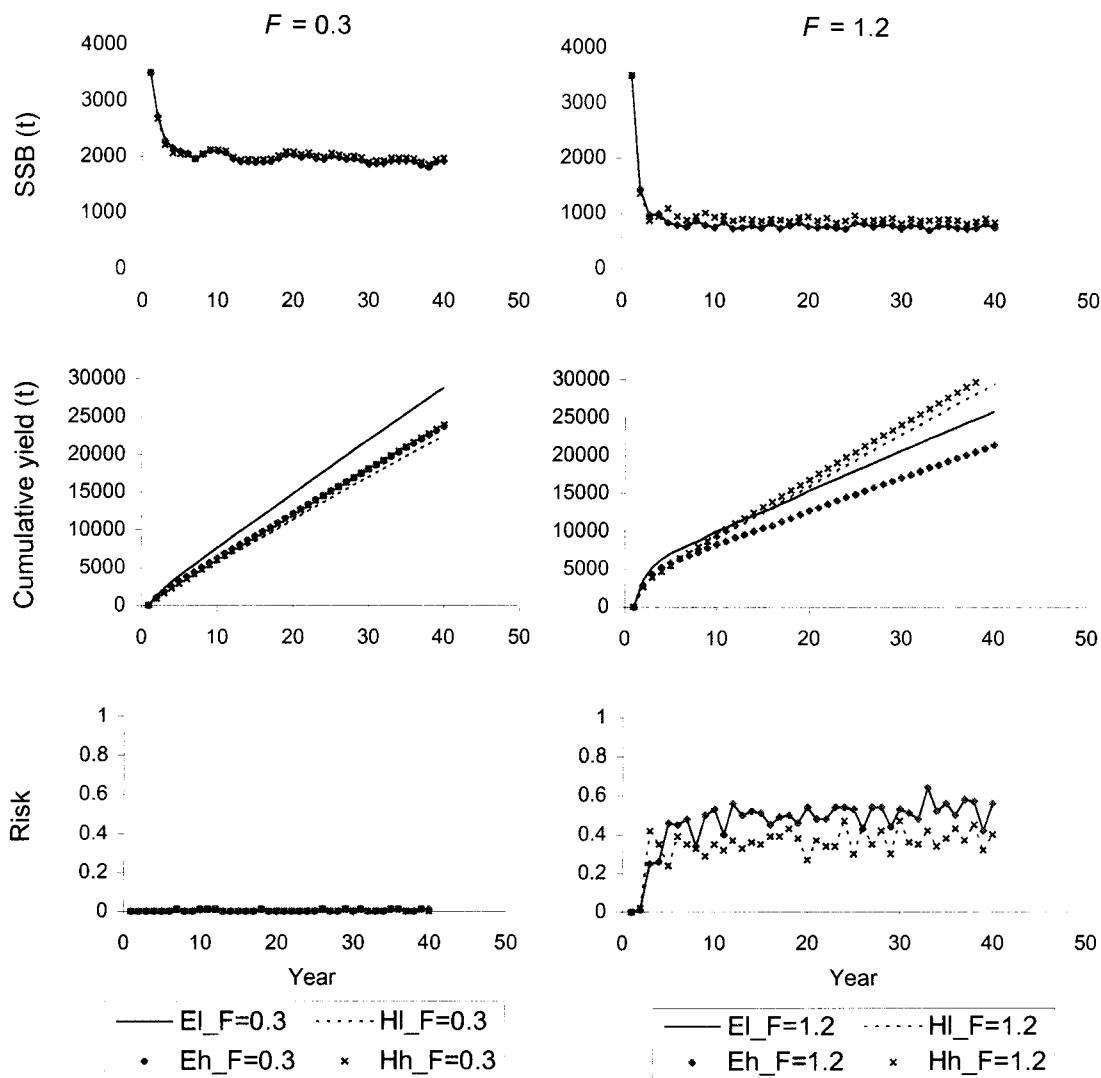 F = 0.3
F = 1.2
SSB (t)
4000
3000
2000
1000
0
0 10 20 30 40 50
4000
3000
2000
1000
0
0 10 20 30 40 50
Cumulative yield (t)
30000
25000
20000
15000
10000
5000
0
0 10 20 30 40 50
30000
25000
20000
15000
10000
5000
0
0 10 20 30 40 50
Risk
1
0.8
0.6
0.4
0.2
0
0 10 20 30 40 50
Year
1
0.8
0.6
0.4
0.2
0
0 10 20 30 40 50
Year
El_F=0.3 Hl_F=0.3
Eh_F=0.3 Hh_F=0.3
El_F=1.2 Hl_F=1.2
Eh_F=1.2 Hh_F=1.2